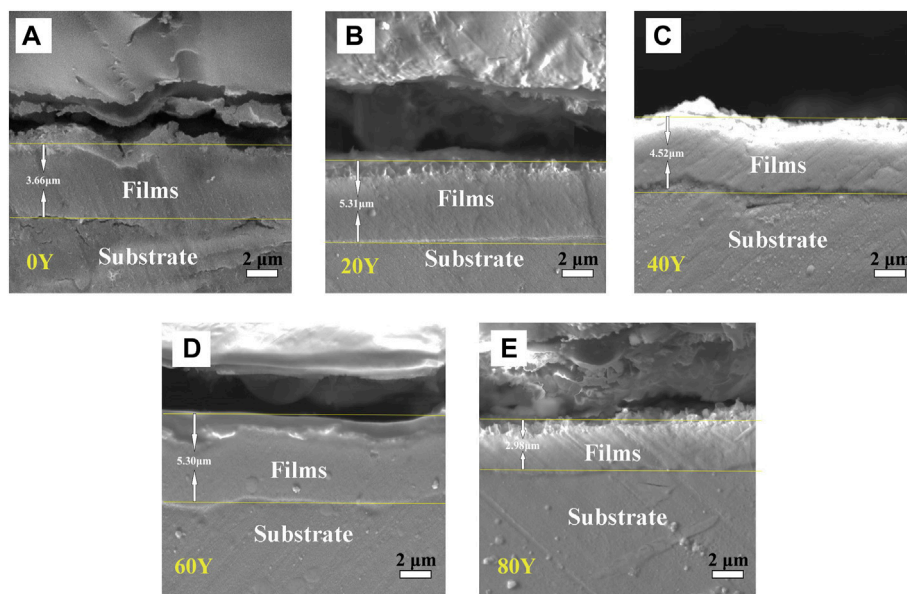 A
3.66µm
Films
Substrate
0Y
2 µm
B
5.31µm
Films
Substrate
20Y
2 µm
C
4.52µm
Films
Substrate
40Y
2 µm
D
5.30µm
Films
Substrate
60Y
2 µm
E
2.98µm
Films
Substrate
80Y
2 µm